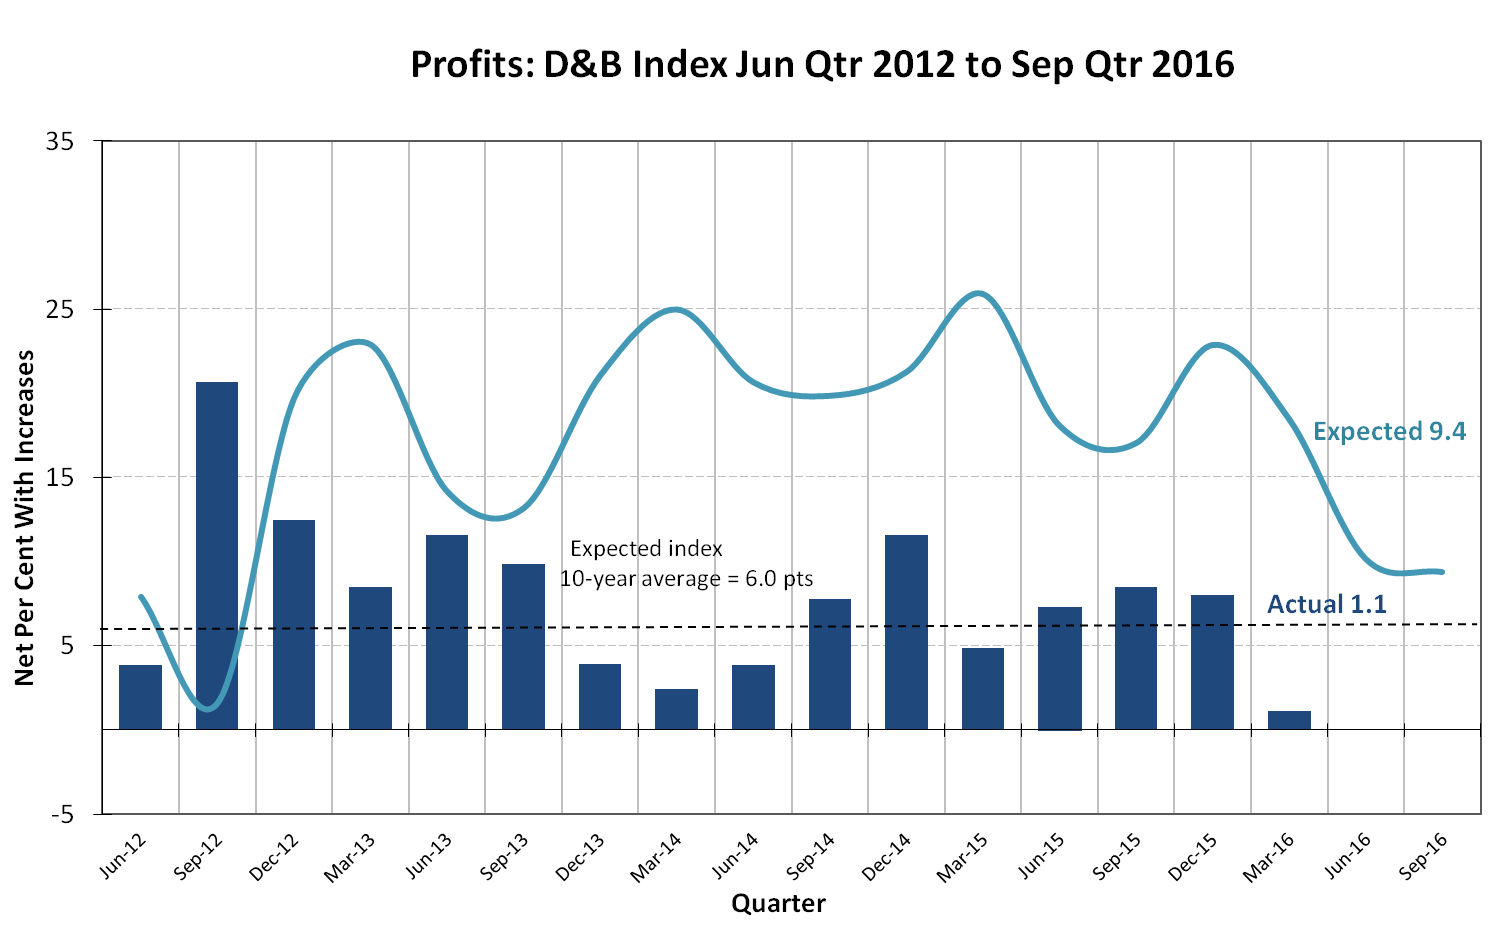 Profits: D&B Index Jun Qtr 2012 to Sep Qtr 2016
35
25
15
5
-5
Net Per Cent With Increases
Expected 9.4
Expected index
10-year average = 6.0 pts
Actual 1.1
Jun-12
Sep-12
Dec-12
Mar-13
Jun-13
Sep-13
Dec-13
Mar-14
Jun-14
Sep-14
Dec-14
Mar-15
Jun-15
Sep-15
Dec-15
Mar-16
Jun-16
Sep-16
Quarter